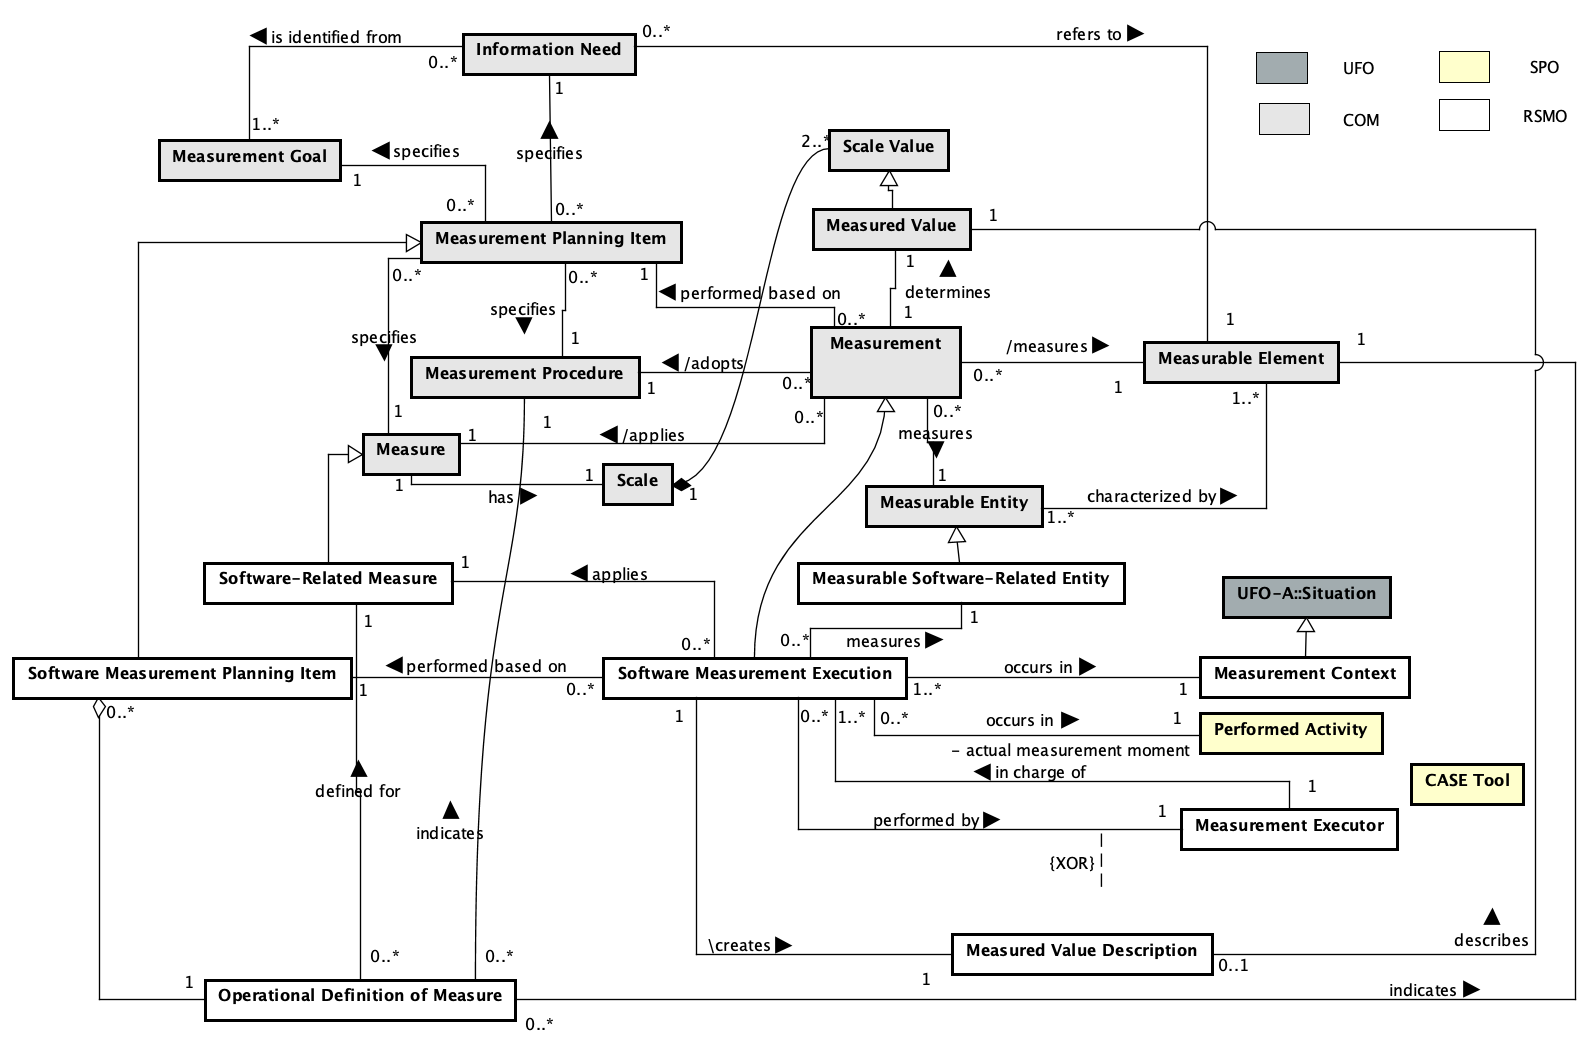 is identified from
0..*
Information Need
0..*
refers to
UFO
SPO
COM
RSMO
1
1..*
Measurement Goal
specifies
specifies
2..*
Scale Value
1
0..*
0..*
Measured Value
1
Measurement Planning Item
0..*
0..*
1
1
determines
performed based on
specifies
0..*
1
1
specifies
1
Measurement
/measures
1
Measurable Element
Measurement Procedure
/adopts
1
0..*
0..*
1
1..*
1
1
0..*
0..*
/applies
1
measures
Measure
1
has
1
Scale
1
1
Measurable Entity
characterized by
1..*
1
Software-Related Measure
applies
Measurable Software-Related Entity
UFO-A::Situation
1
1
0..*
0..*
measures
Software Measurement Planning Item
performed based on
1
0..*
Software Measurement Execution
occurs in
1..*
1
Measurement Context
0..*
1
0..*
1..*
0..*
occurs in
1
Performed Activity
- actual measurement moment
in charge of
CASE Tool
defined for
1
performed by
1
Measurement Executor
indicates
{XOR}
\creates
Measured Value Description
describes
0..*
0..*
0..1
1
1
Operational Definition of Measure
indicates
0..*